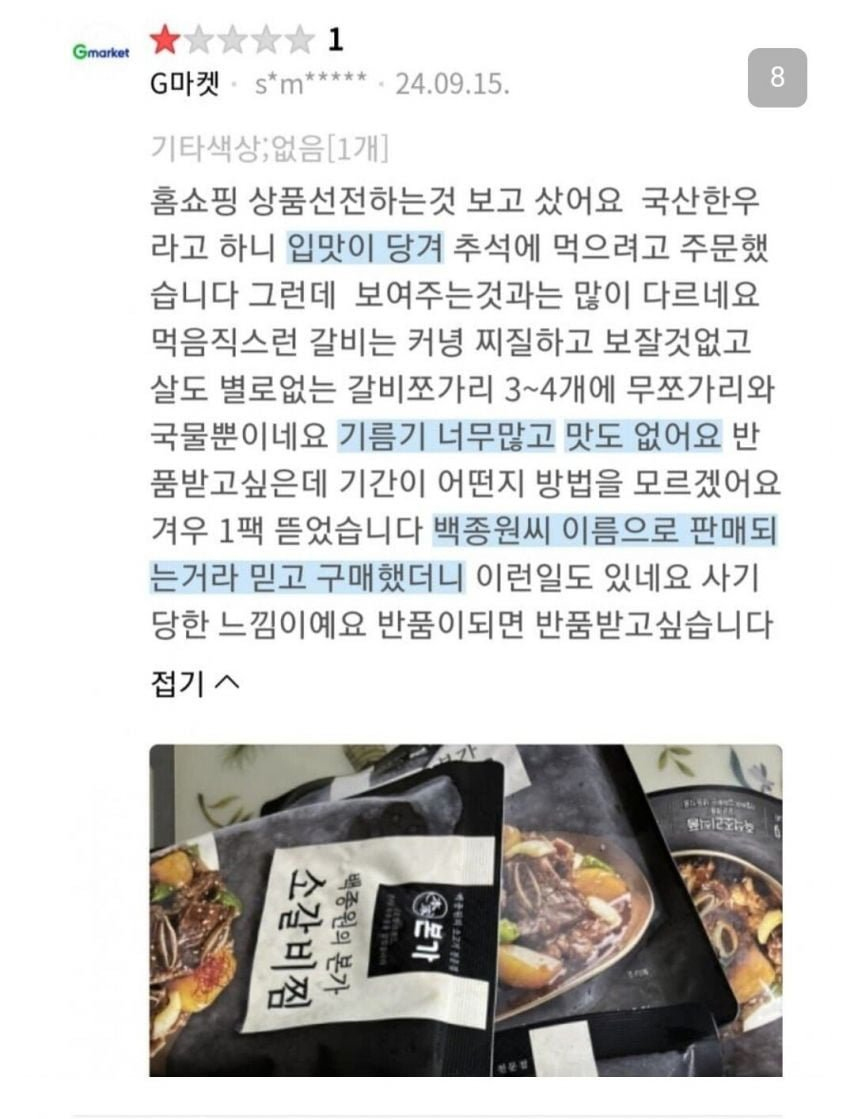 Gmarket
1
G마켓 · s*m***** · 24.09.15.
8
기타색상;없음[1개]
홈쇼핑 상품선전하는것 보고 샀어요 국산한우
라고 하니 입맛이 당겨 추석에 먹으려고 주문했
습니다 그런데 보여주는것과는 많이 다르네요
먹음직스런 갈비는 커녕 찌질하고 보잘것없고
살도 별로없는 갈비쪼가리 3~4개에 무쪼가리와
국물뿐이네요 기름기 너무많고 맛도 없어요 반
품받고싶은데 기간이 어떤지 방법을 모르겠어요
겨우 1팩 뜯었습니다 백종원씨 이름으로 판매되
는거라 믿고 구매했더니 이런일도 있네요 사기
당한 느낌이예요 반품이되면 반품받고싶습니다
접기
본가
백종원의 본가
소갈비찜
즉석조리식품
전문점